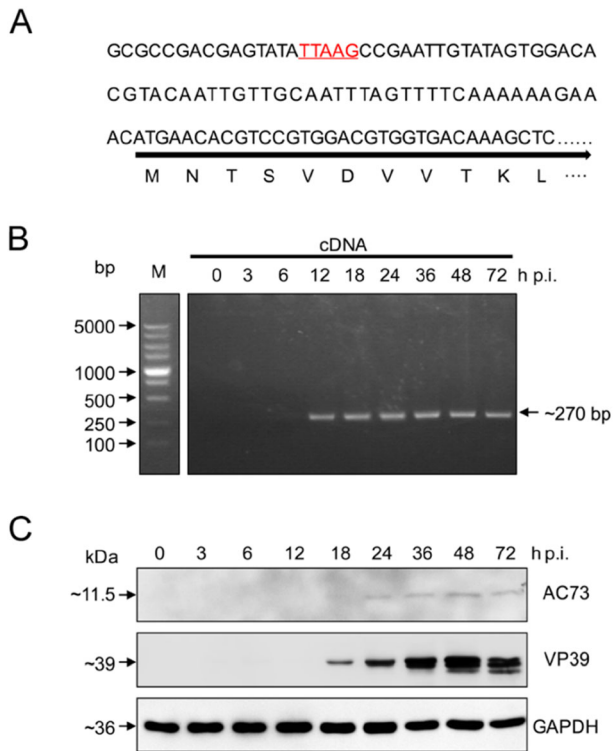 A
GCGCCGACGAGTATATTAAGCCGAATTGTATAGTGGACA
CGTACAATTGTTGCAATTTAGTTTTCAAAAAAGAA
ACATGAACACGTCCGTGGACGTGGTGACAAAGCTC......
M N T S V D V V T K L ....
B
cDNA
bp M 0 3 6 12 18 24 36 48 72 h p.i.
5000
1000
500
250
100
~270 bp
C
kDa 0 3 6 12 18 24 36 48 72 h p.i.
~11.5 AC73
~39 VP39
~36 GAPDH